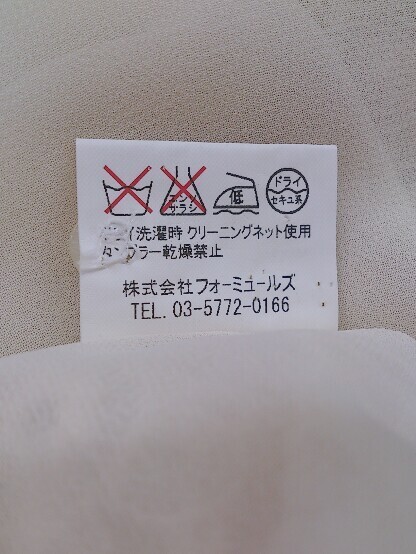 エンソ
サラシ
低
ドライ
セキユ系
イ洗濯時 クリーニングネット使用
タンブラー乾燥禁止
株式会社フォーミュールズ
TEL. 03-5772-0166